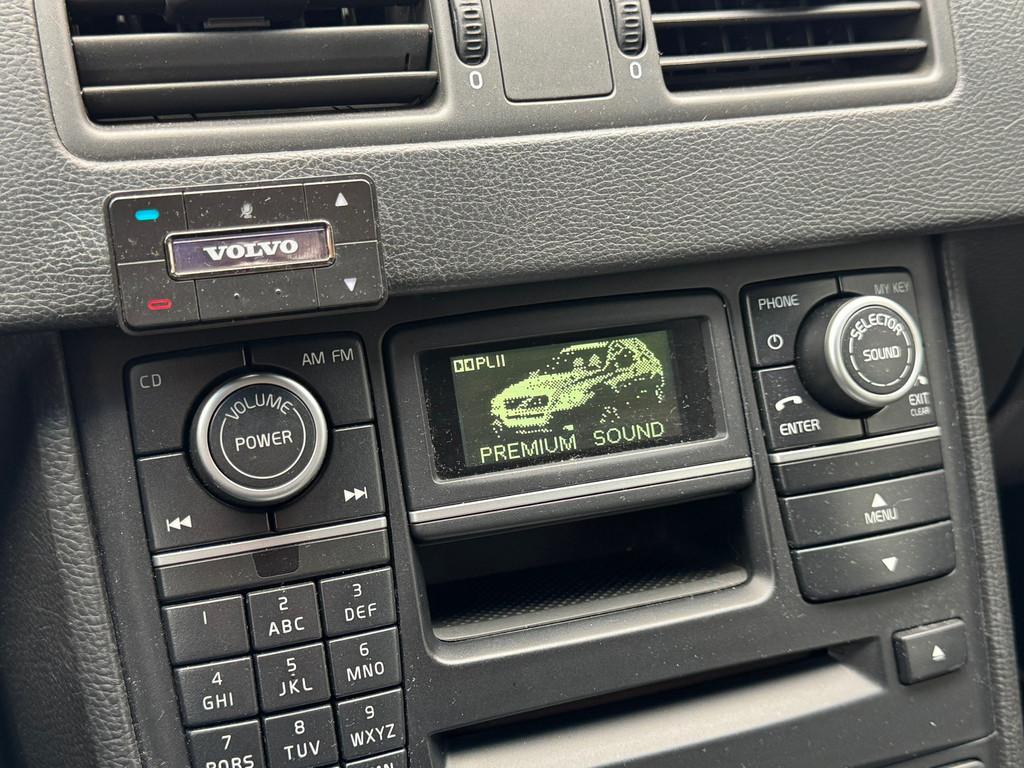 0
0
VOLVO
CD
AM FM
VOLUME
POWER
PLII
PREMIUM SOUND
PHONE
MY KEY
SELECTOR
SOUND
ENTER
EXIT
CLEAR
MENU
1
2
ABC
3
DEF
4
GHI
5
JKL
6
MNO
7
PQRS
8
TUV
9
WXYZ